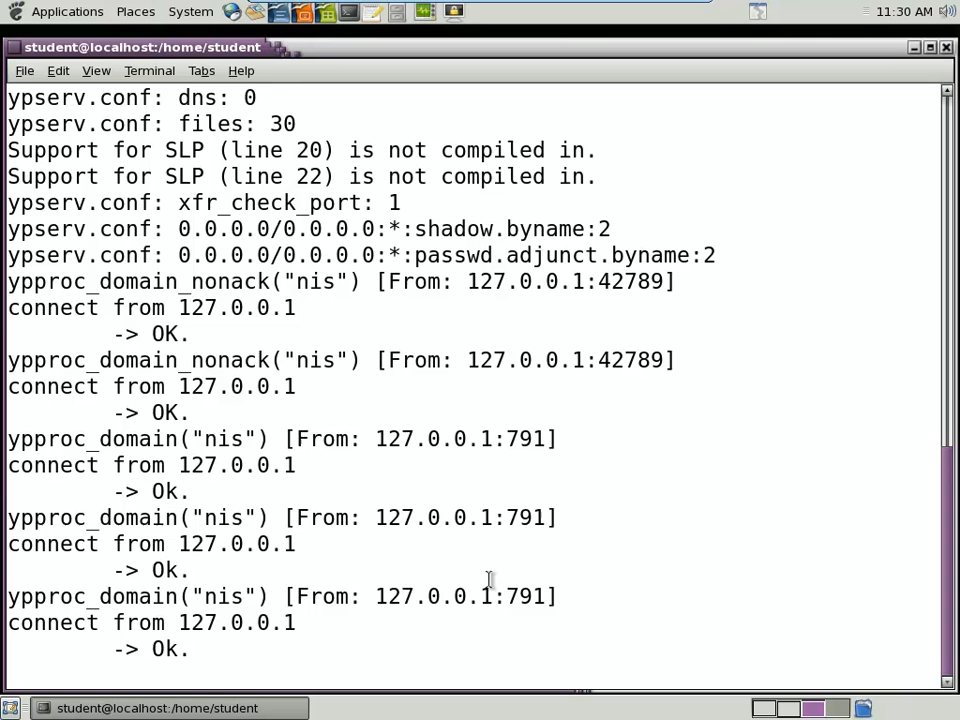 Applications Places System
11:30 AM
student@localhost:/home/student
File Edit View Terminal Tabs Help
ypserv.conf: dns: 0
ypserv.conf: files: 30
Support for SLP (line 20) is not compiled in.
Support for SLP (line 22) is not compiled in.
ypserv.conf: xfr_check_port: 1
ypserv.conf: 0.0.0.0/0.0.0.0:*:shadow.byname:2
ypserv.conf: 0.0.0.0/0.0.0.0:*:passwd.adjunct.byname:2
ypproc_domain_nonack("nis") [From: 127.0.0.1:42789]
connect from 127.0.0.1
-> OK.
ypproc_domain_nonack("nis") [From: 127.0.0.1:42789]
connect from 127.0.0.1
-> OK.
ypproc_domain("nis") [From: 127.0.0.1:791]
connect from 127.0.0.1
-> Ok.
ypproc_domain("nis") [From: 127.0.0.1:791]
connect from 127.0.0.1
-> Ok.
ypproc_domain("nis") [From: 127.0.0.1:791]
connect from 127.0.0.1
-> Ok.
student@localhost:/home/student